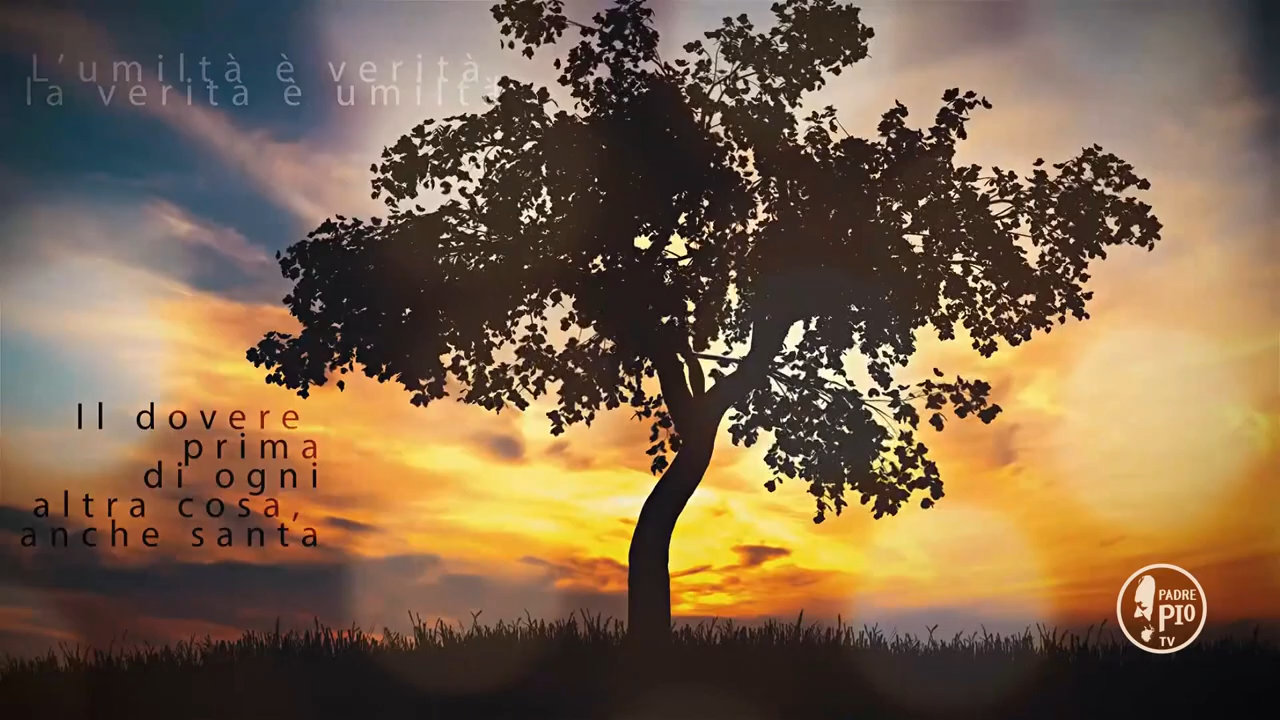 L'umiltà è verità,
la verità è umiltà
Il dovere
prima
di ogni
altra cosa,
anche santa
PADRE
PIO
TV